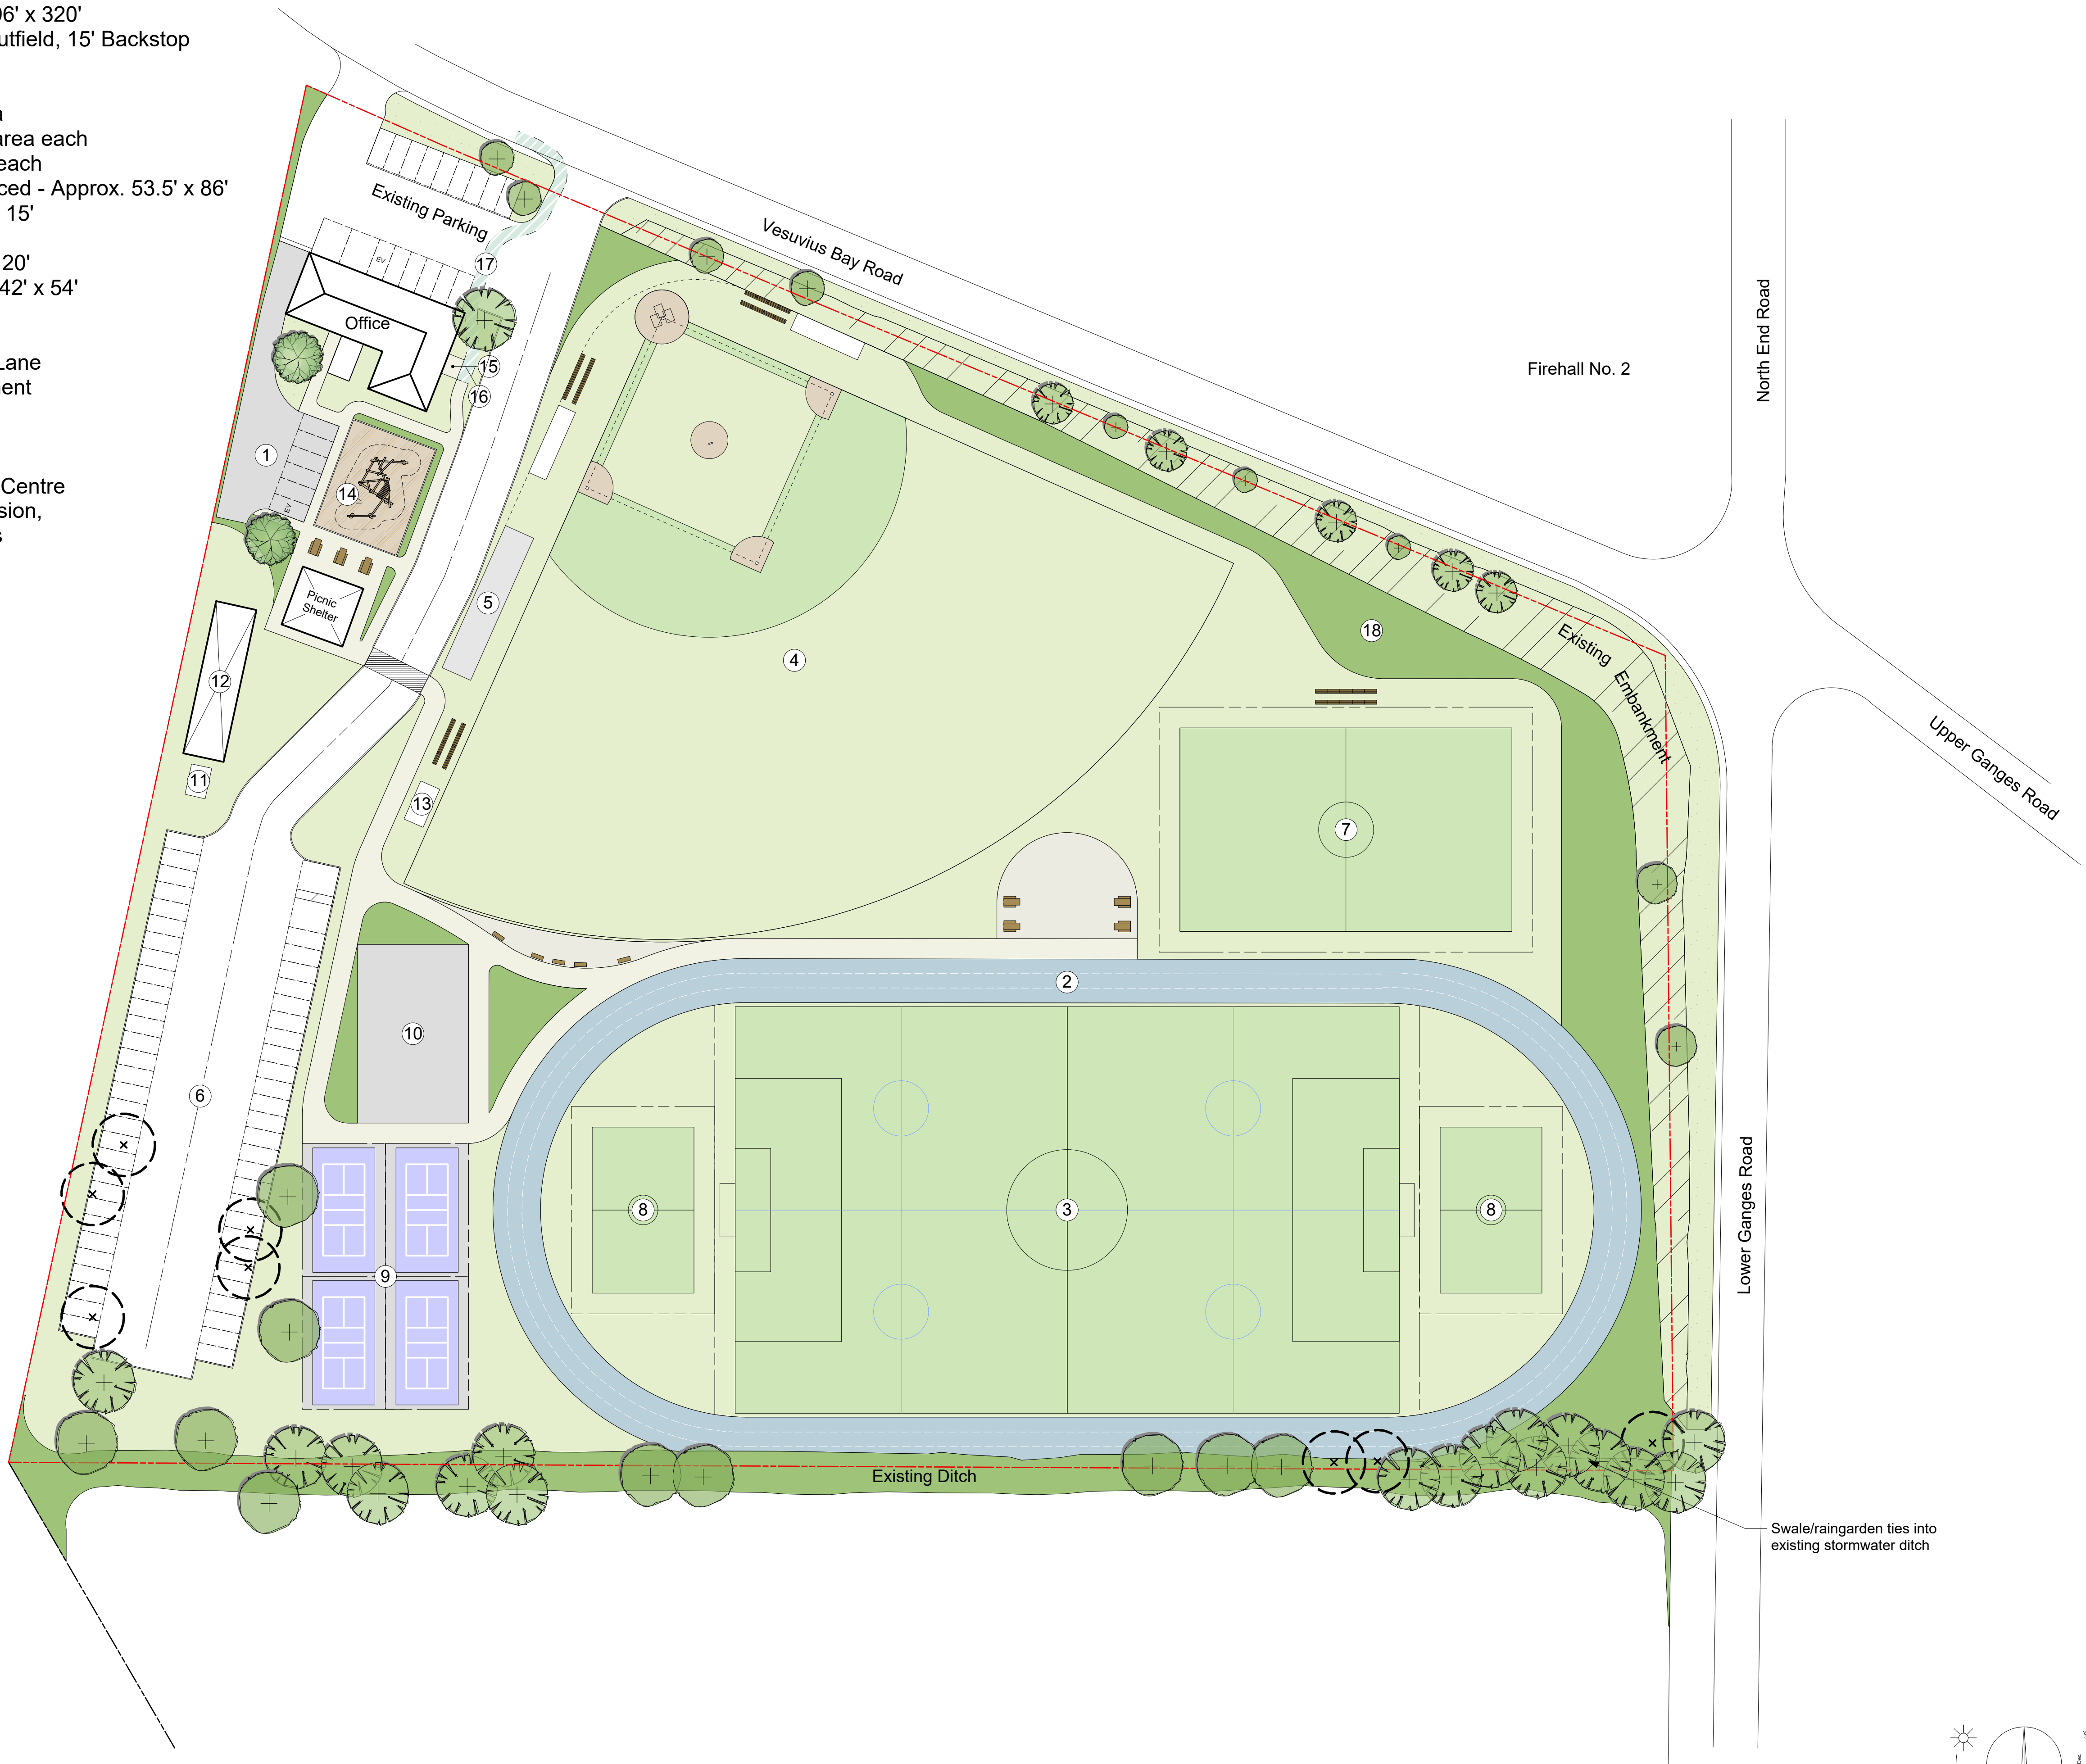 06' x 320'
utfield, 15' Backstop
a
area each
each
ced - Approx. 53.5' x 86'
15'
20'
42' x 54'
Lane
ent
Centre
sion,
s
Existing Parking
EV
17
Office
15
16
1
EV
14
Picnic
Shelter
12
11
13
5
4
Vesuvius Bay Road
Firehall No. 2
North End Road
18
Existing
Embankment
Upper Ganges Road
7
2
10
6
8
3
8
9
Lower Ganges Road
Existing Ditch
Swale/raingarden ties into
existing stormwater ditch